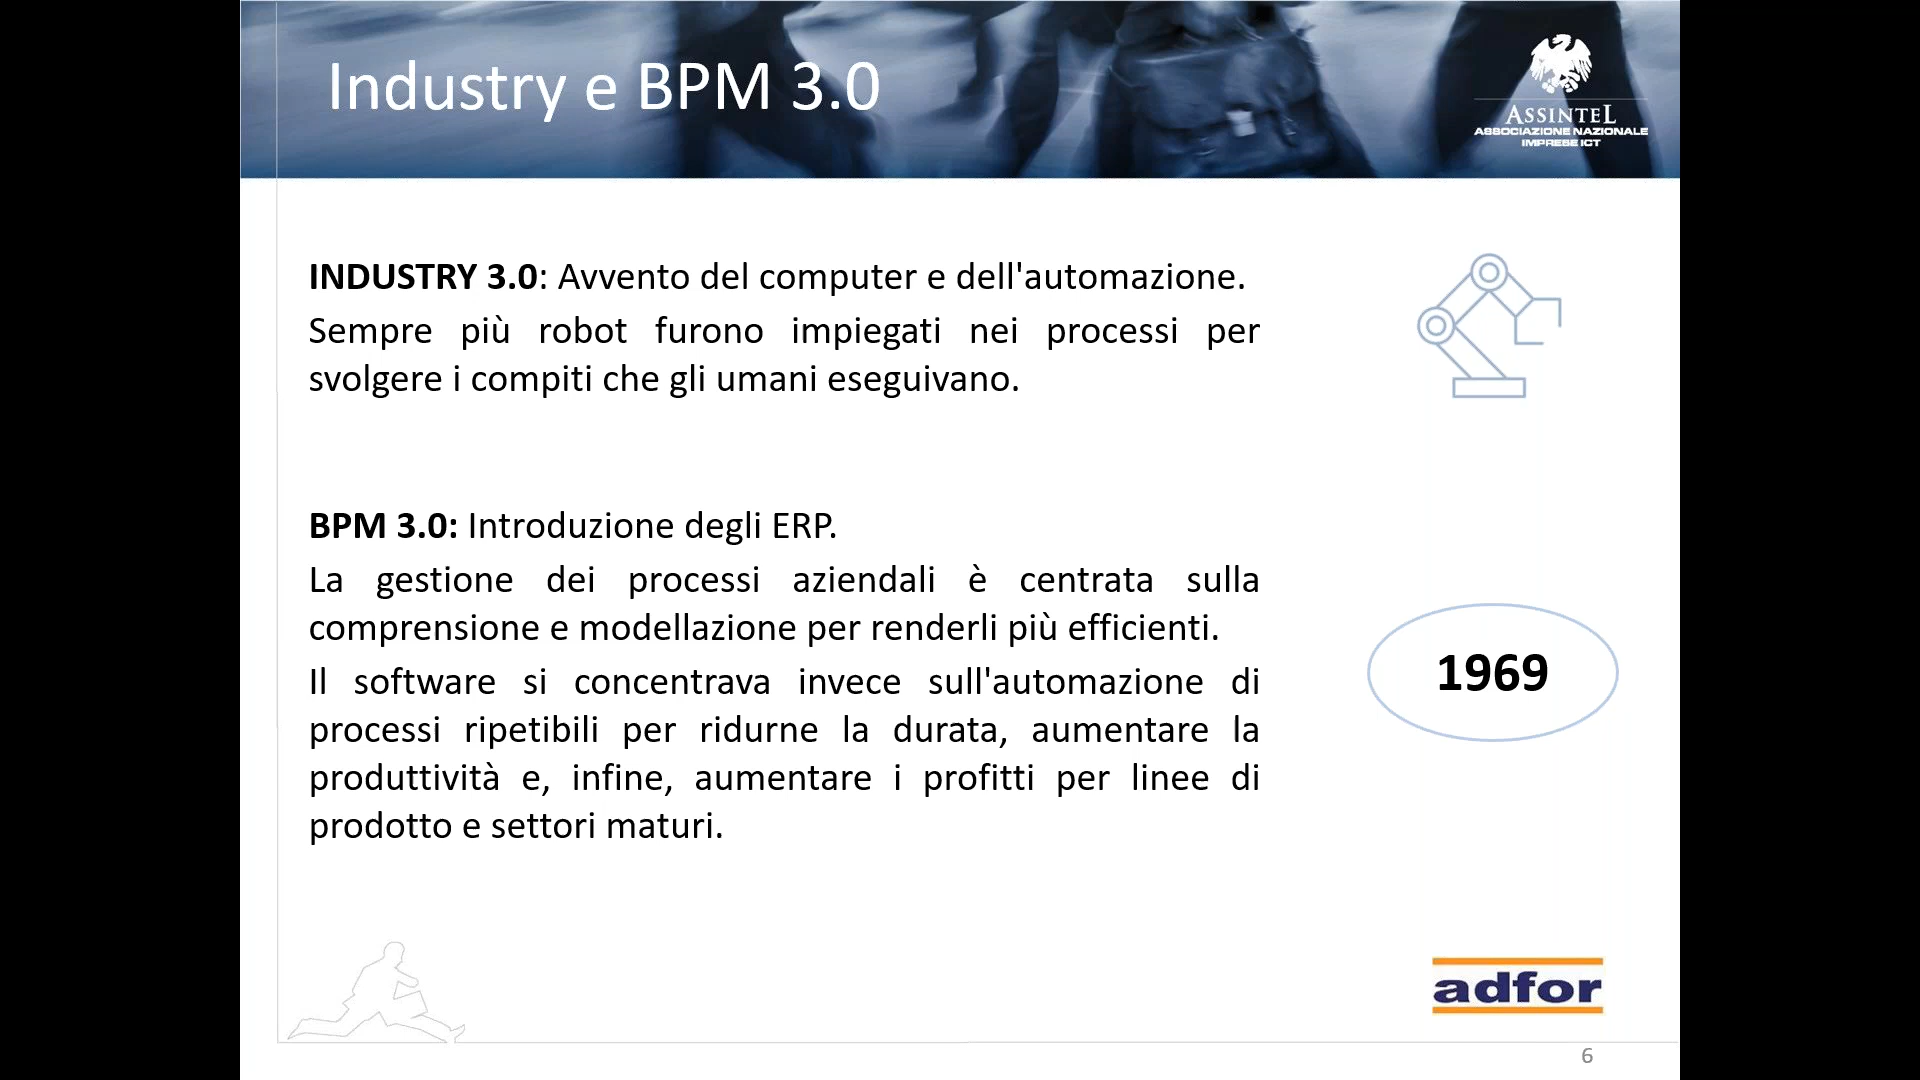 Industry e BPM 3.0
ASSINTEL
ASSOCIAZIONE NAZIONALE
IMPRESE ICT
INDUSTRY 3.0: Avvento del computer e dell'automazione.
Sempre più robot furono impiegati nei processi per
svolgere i compiti che gli umani eseguivano.
BPM 3.0: Introduzione degli ERP.
La gestione dei processi aziendali è centrata sulla
comprensione e modellazione per renderli più efficienti.
Il software si concentrava invece sull'automazione di
processi ripetibili per ridurne la durata, aumentare la
produttività e, infine, aumentare i profitti per linee di
prodotto e settori maturi.
1969
adfor
6